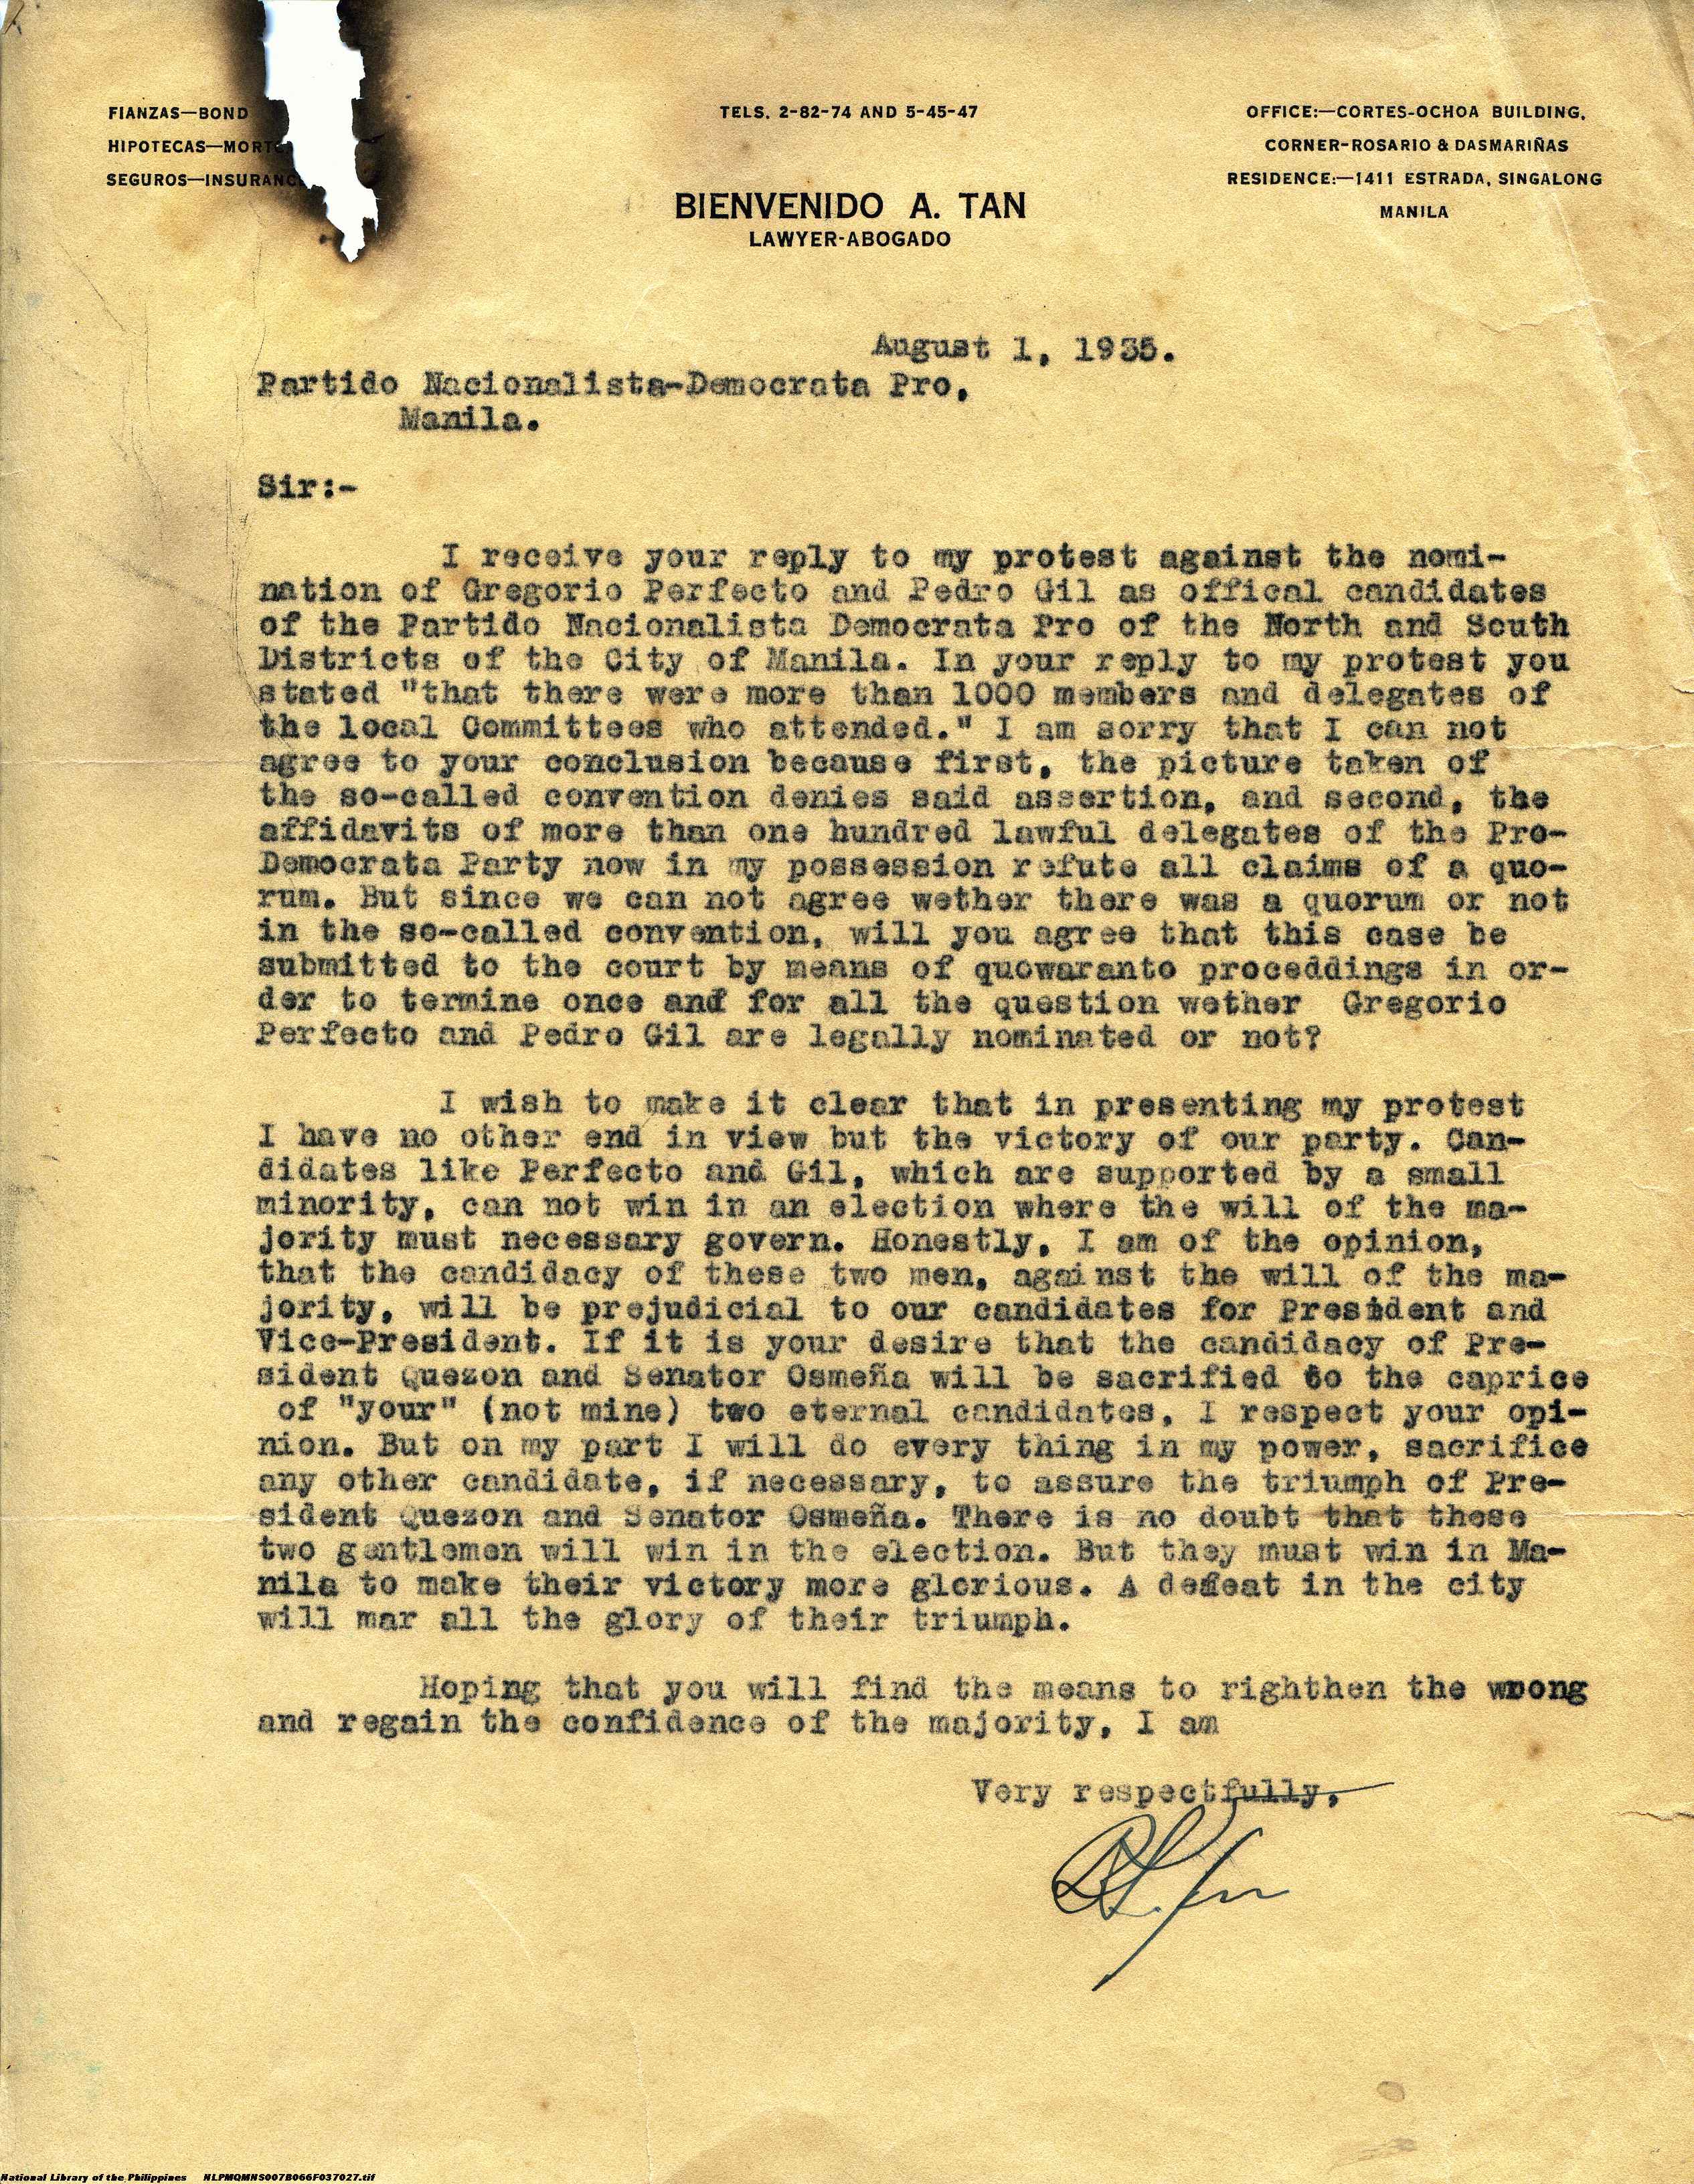 FIANZAS—BOND
HIPOTECAS—MORTG
SEGUROS—INSURANC
TELS. 2-82-74 AND 5-45-47
BIENVENIDO A. TAN
LAWYER-ABOGADO
OFFICE:—CORTES-OCHOA BUILDING,
CORNER-ROSARIO & DASMARIÑAS
RESIDENCE:—1411 ESTRADA, SINGALONG
MANILA
August 1, 1935.
Partido Nacionalista-Democrata Pro,
Manila.
Sir:-
I receive your reply to my protest against the nomi-
nation of Gregorio Perfecto and Pedro Gil as offical candidates
of the Partido Nacionalista Democrata Pro of the North and South
Districts of the City of Manila. In your reply to my protest you
stated "that there were more than 1000 members and delegates of
the local Committees who attended." I am sorry that I can not
agree to your conclusion because first, the picture taken of
the so-called convention denies said assertion, and second, the
affidavits of more than one hundred lawful delegates of the Pro-
Democrata Party now in my possession refute all claims of a quo-
rum. But since we can not agree wether there was a quorum or not
in the so-called convention, will you agree that this case be
submitted to the court by means of quowaranto proceddings in or-
der to termine once and for all the question wether Gregorio
Perfecto and Pedro Gil are legally nominated or not?
I wish to make it clear that in presenting my protest
I have no other end in view but the victory of our party. Can-
didates like Perfecto and Gil, which are supported by a small
minority, can not win in an election where the will of the ma-
jority must necessary govern. Honestly, I am of the opinion,
that the candidacy of these two men, against the will of the ma-
jority, will be prejudicial to our candidates for President and
Vice-President. If it is your desire that the candidacy of Pre-
sident Quezon and Senator Osmeña will be sacrified to the caprice
of "your" (not mine) two eternal candidates, I respect your opi-
nion. But on my part I will do every thing in my power, sacrifice
any other candidate, if necessary, to assure the triumph of Pre-
sident Quezon and Senator Osmeña. There is no doubt that these
two gentlemen will win in the election. But they must win in Ma-
nila to make their victory more glorious. A defeat in the city
will mar all the glory of their triumph.
Hoping that you will find the means to righthen the wrong
and regain the confidence of the majority, I am
Very respectfully,
National Library of the Philippines NLPMQMNS007B066F037027.tif